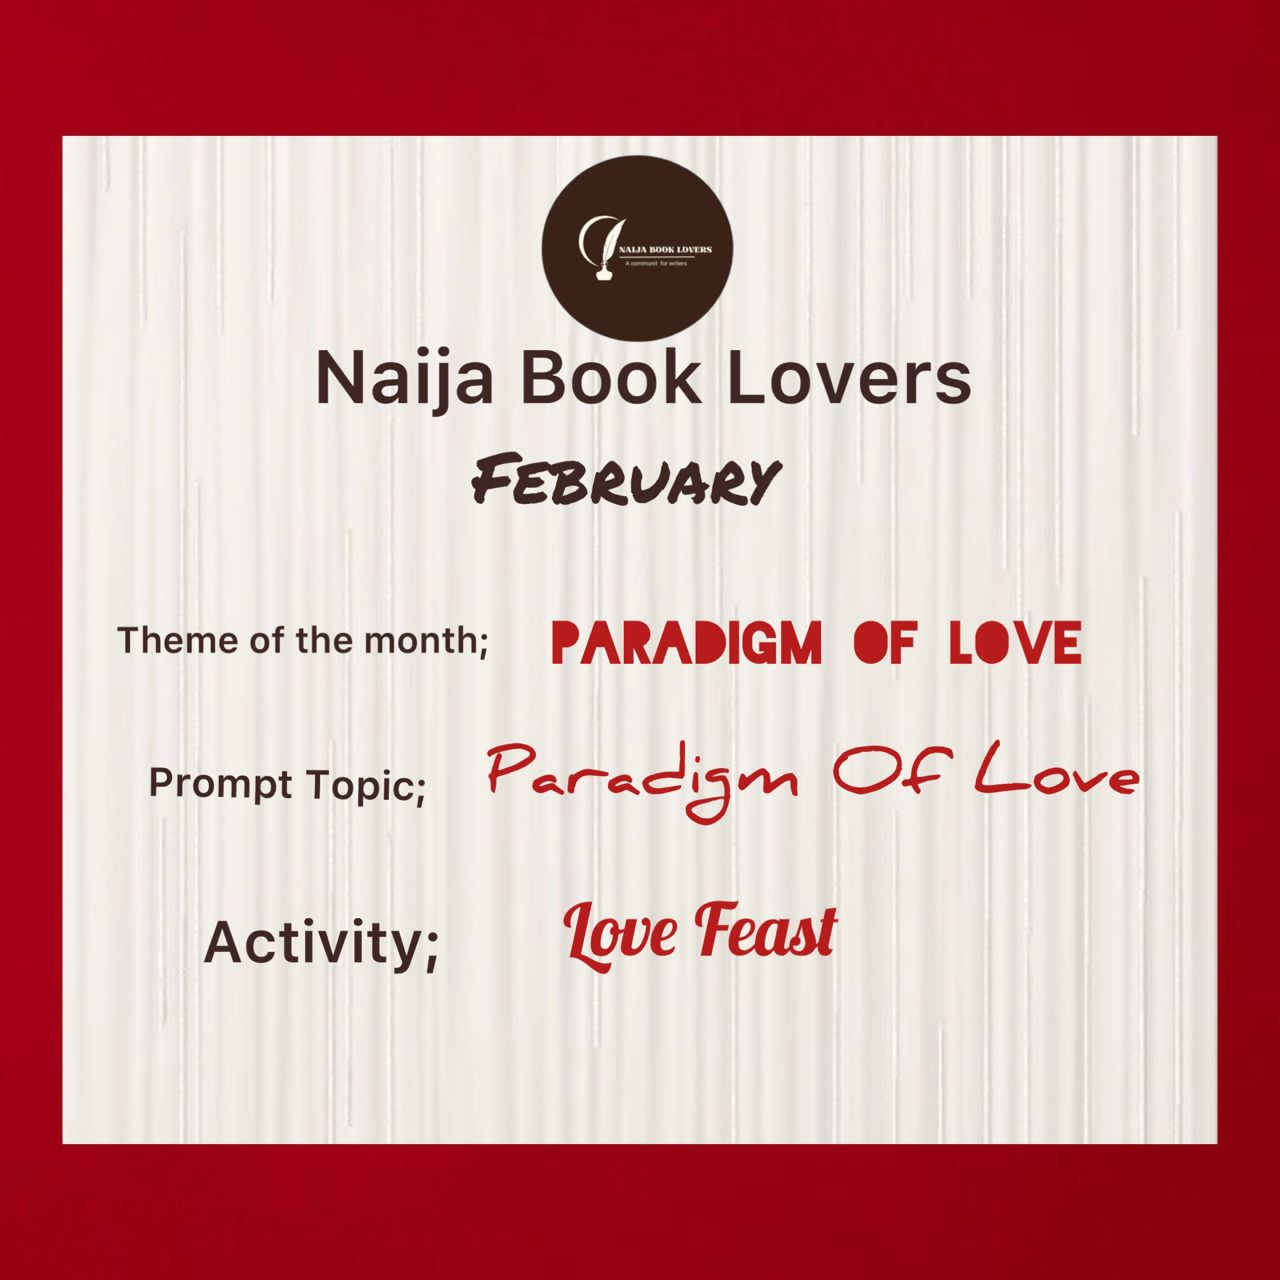 NAIJA BOOK LOVERS
A communit for writers
Naija Book Lovers
FEBRUARY
Theme of the month; PARADIGM OF LOVE
Prompt Topic; Paradigm Of Love
Activity; Love Feast